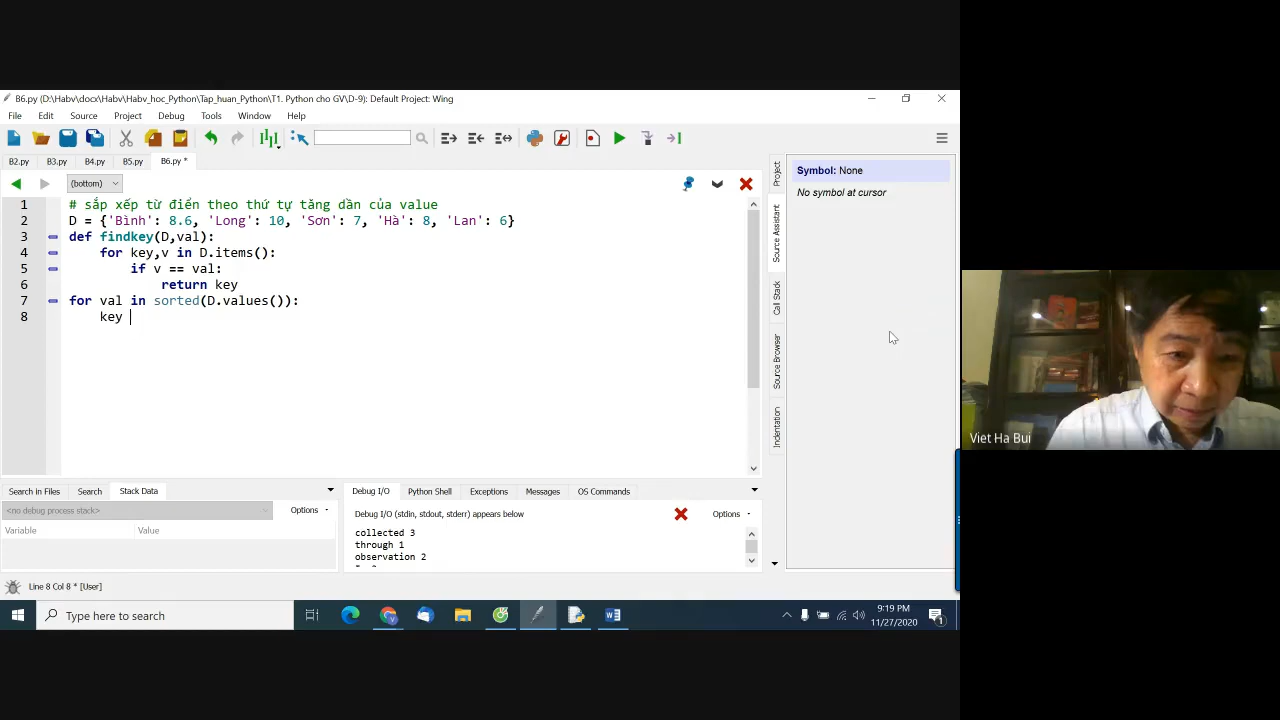 B6.py (D:\Habv\docx\Habv\Habv_hoc_Python\Tap_huan_Python\T1. Python cho GV\D-9): Default Project: Wing
File Edit Source Project Debug Tools Window Help
B2.py B3.py B4.py B5.py B6.py *
(bottom)
1 # sắp xếp từ điển theo thứ tự tăng dần của value
2 D = {'Bình': 8.6, 'Long': 10, 'Sơn': 7, 'Hà': 8, 'Lan': 6}
3 def findkey(D,val):
4 for key,v in D.items():
5 if v == val:
6 return key
7 for val in sorted(D.values()):
8 key
Project
Source Assistant
Call Stack
Source Browser
Indentation
Symbol: None
No symbol at cursor
Viet Ha Bui
Search in Files Search Stack Data
<no debug process stack> Options
Variable Value
Debug I/O Python Shell Exceptions Messages OS Commands
Debug I/O (stdin, stdout, stderr) appears below Options
collected 3
through 1
observation 2
Line 8 Col 8 * [User]
Type here to search
9:19 PM
11/27/2020
1